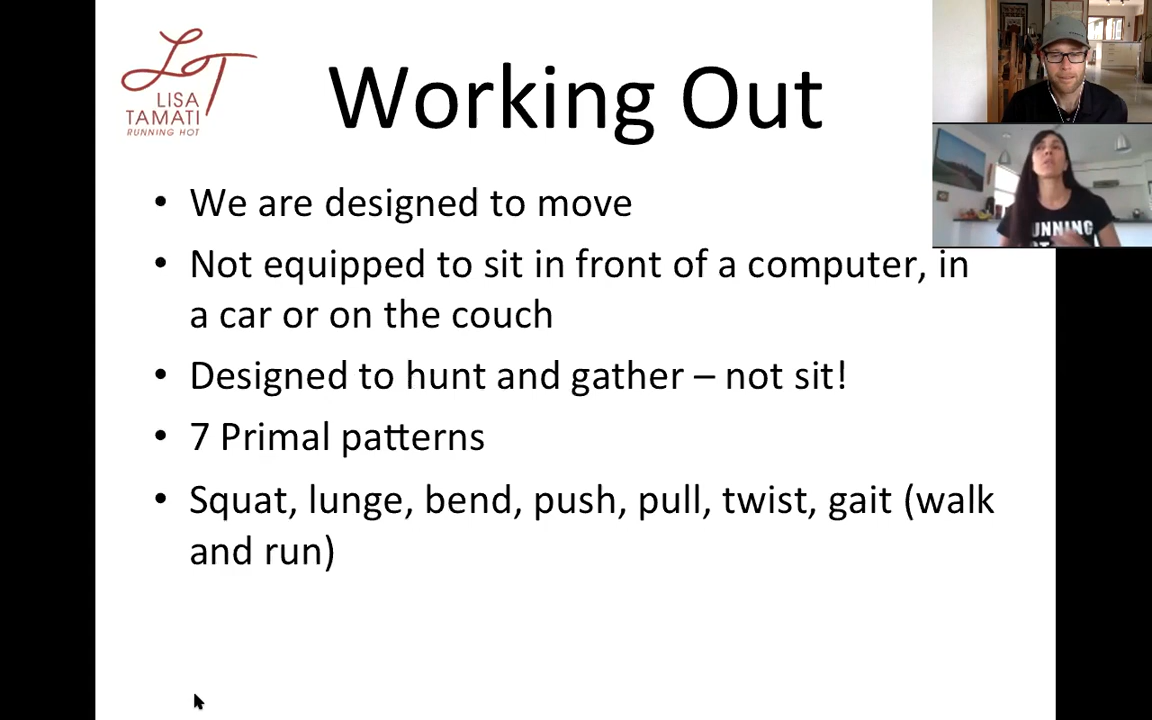 LT
LISA
TAMATI
RUNNING HOT
Working Out
• We are designed to move
• Not equipped to sit in front of a computer, in
a car or on the couch
• Designed to hunt and gather – not sit!
• 7 Primal patterns
• Squat, lunge, bend, push, pull, twist, gait (walk
and run)
UNNING